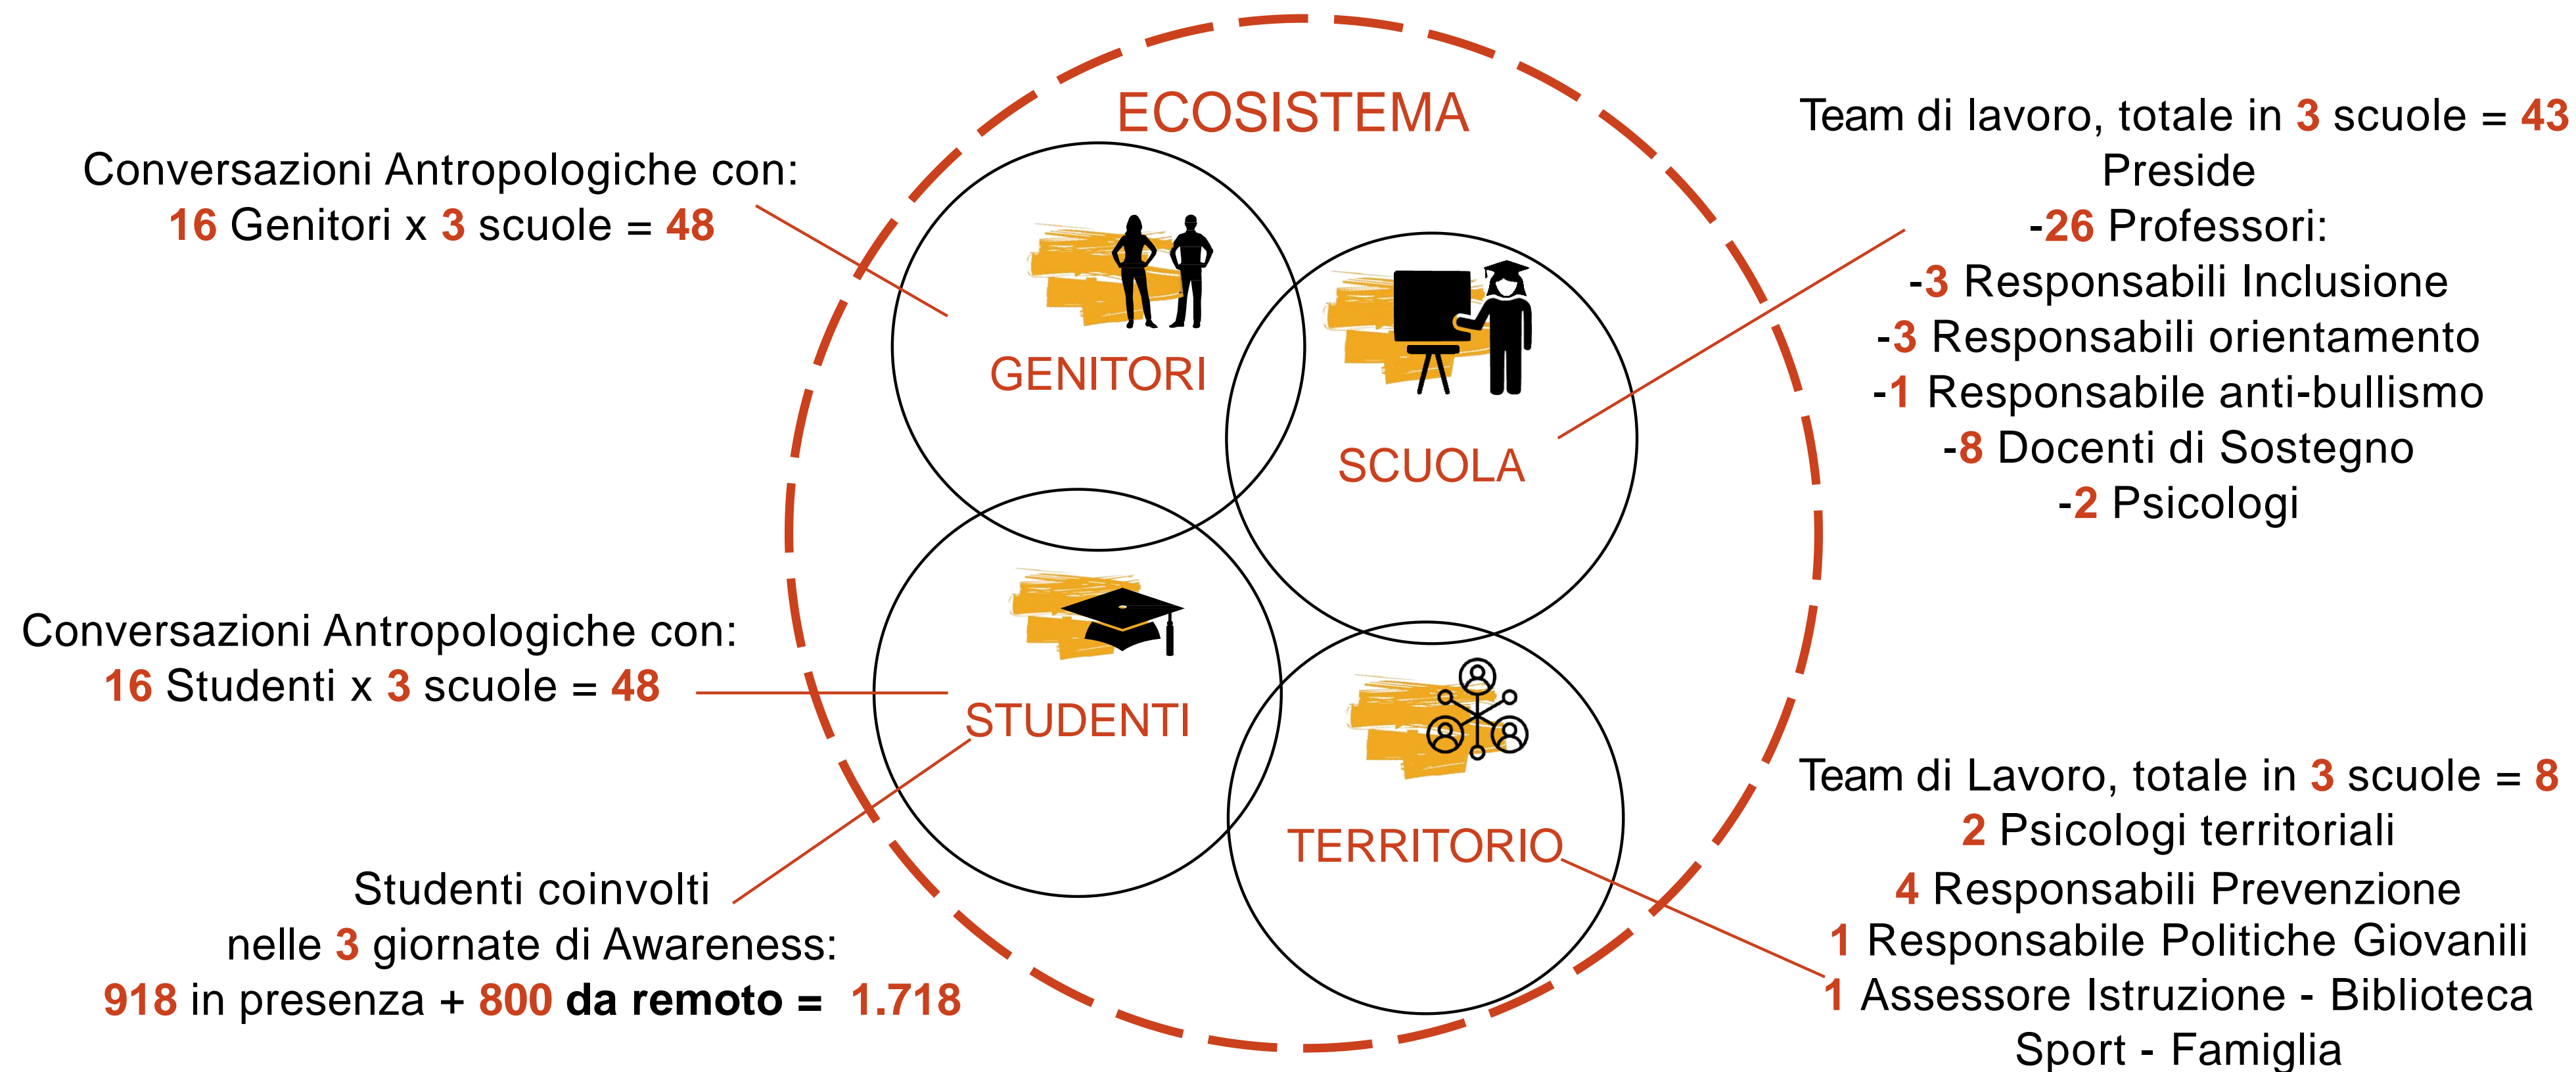 ECOSISTEMA
Conversazioni Antropologiche con:
16 Genitori x 3 scuole = 48
GENITORI
SCUOLA
Team di lavoro, totale in 3 scuole = 43
Preside
-26 Professori:
-3 Responsabili Inclusione
-3 Responsabili orientamento
-1 Responsabile anti-bullismo
-8 Docenti di Sostegno
-2 Psicologi
Conversazioni Antropologiche con:
16 Studenti x 3 scuole = 48
STUDENTI
TERRITORIO
Studenti coinvolti
nelle 3 giornate di Awareness:
918 in presenza + 800 da remoto = 1.718
Team di Lavoro, totale in 3 scuole = 8
2 Psicologi territoriali
4 Responsabili Prevenzione
1 Responsabile Politiche Giovanili
1 Assessore Istruzione - Biblioteca
Sport - Famiglia